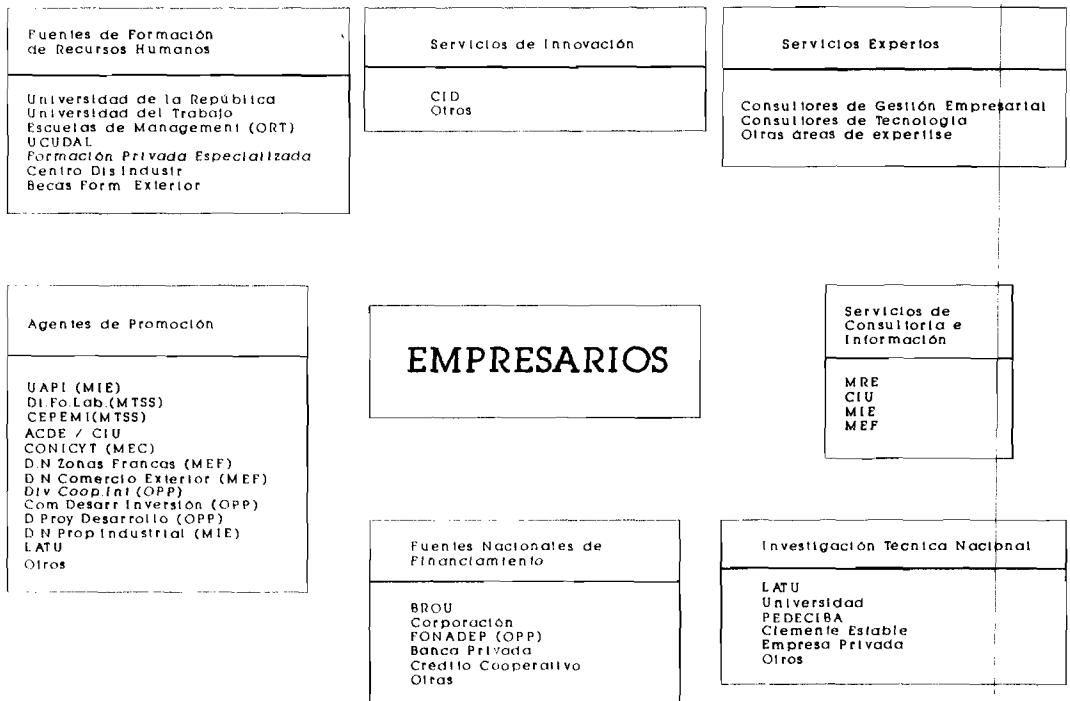 Fuentes de Formación
de Recursos Humanos
Universidad de la República
Universidad del Trabajo
Escuelas de Management (ORT)
UCUDAL
Formación Privada Especializada
Centro Dis Industr
Becas Form Exterior
Servicios de Innovación
CID
Otros
Servicios Expertos
Consultores de Gestión Empresarial
Consultores de Tecnología
Otras áreas de expertise
Agentes de Promoción
UAPI (MIE)
Di.Fo.Lab.(MTSS)
CEPEMI(MTSS)
ACDE / CIU
CONICYT (MEC)
D.N Zonas Francas (MEF)
D N Comercio Exterior (MEF)
Div Coop.Int (OPP)
Com Desarr Inversión (OPP)
D Proy Desarrollo (OPP)
D N Prop Industrial (MIE)
LATU
Otros
EMPRESARIOS
Servicios de
Consultoría e
Información
MRE
CIU
MIE
MEF
Fuentes Nacionales de
Financiamiento
BROU
Corporación
FONADEP (OPP)
Banca Privada
Crédito Cooperativo
Otras
Investigación Técnica Nacional
LATU
Universidad
PEDECIBA
Clemente Estable
Empresa Privada
Otros